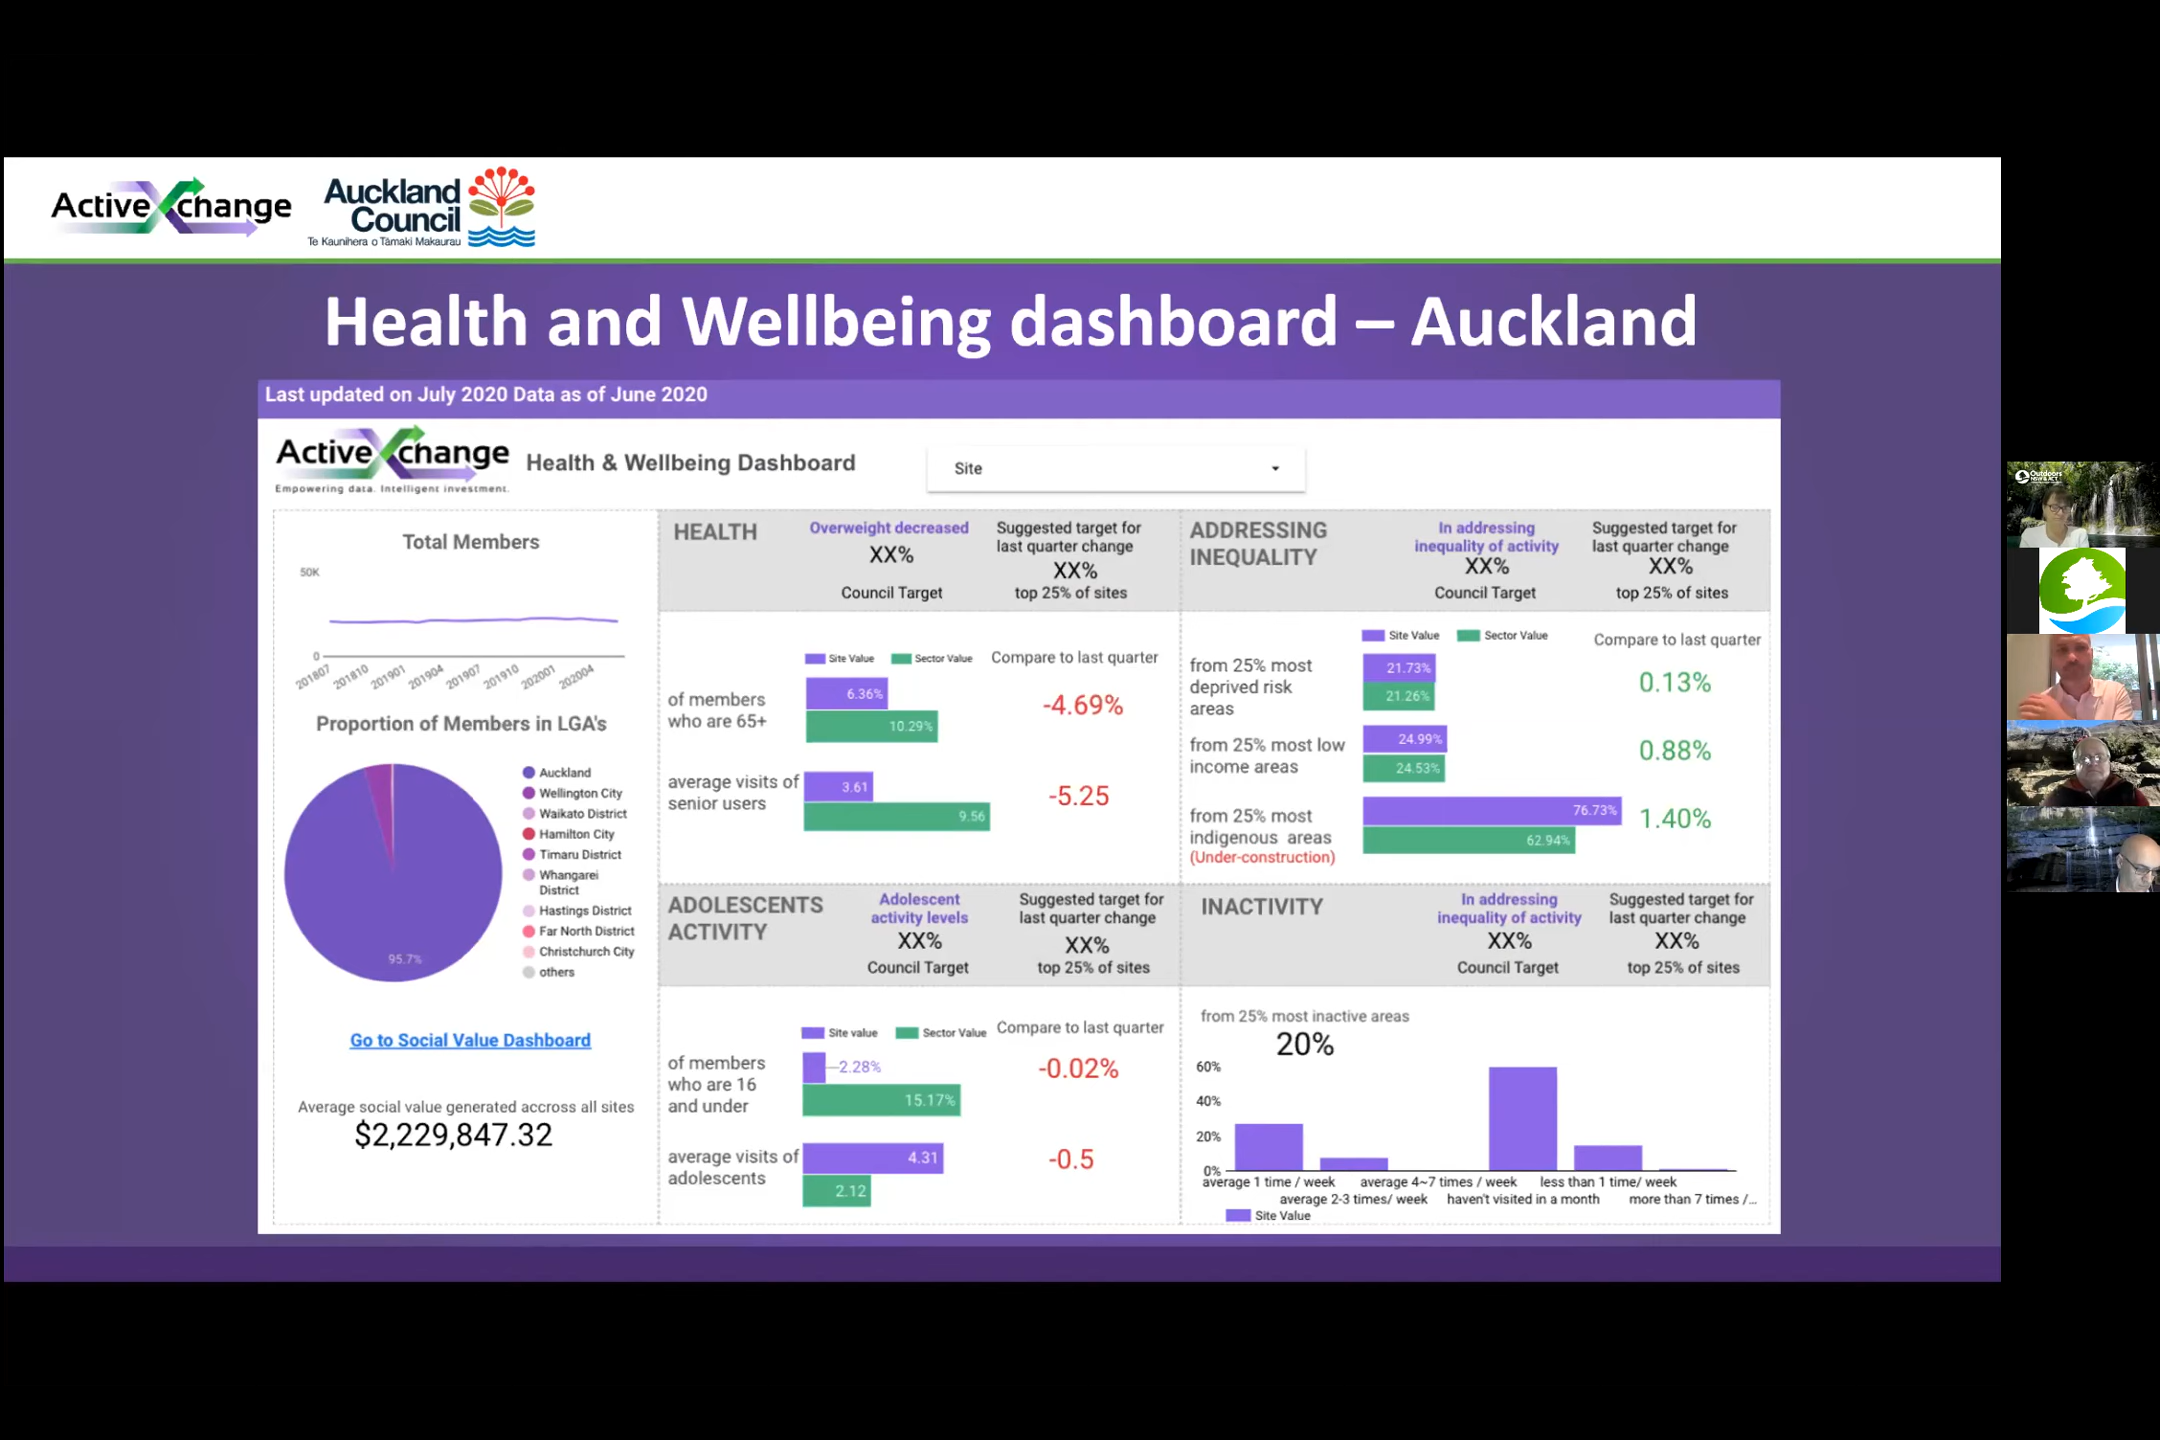 ActiveXchange
Auckland
Council
Te Kaunihera o Tāmaki Makaurau
Health and Wellbeing dashboard – Auckland
Last updated on July 2020 Data as of June 2020
ActiveXchange
Empowering data. Intelligent investment.
Health & Wellbeing Dashboard
Site
Total Members
50K
0
201807
201810
201901
201904
201907
201910
202001
202004
Proportion of Members in LGA's
Auckland
Wellington City
Waikato District
Hamilton City
Timaru District
Whangarei
District
Hastings District
Far North District
Christchurch City
others
95.7%
Go to Social Value Dashboard
Average social value generated accross all sites
$2,229,847.32
HEALTH
Overweight decreased
XX%
Council Target
Suggested target for
last quarter change
XX%
top 25% of sites
Site Value
Sector Value
Compare to last quarter
of members
who are 65+
6.36%
10.29%
-4.69%
average visits of
senior users
3.61
9.56
-5.25
ADDRESSING
INEQUALITY
In addressing
inequality of activity
XX%
Council Target
Suggested target for
last quarter change
XX%
top 25% of sites
Site Value
Sector Value
Compare to last quarter
from 25% most
deprived risk
areas
21.73%
21.26%
0.13%
from 25% most low
income areas
24.99%
24.53%
0.88%
from 25% most
indigenous areas
(Under-construction)
76.73%
62.94%
1.40%
ADOLESCENTS
ACTIVITY
Adolescent
activity levels
XX%
Council Target
Suggested target for
last quarter change
XX%
top 25% of sites
Site value
Sector Value
Compare to last quarter
of members
who are 16
and under
2.28%
15.17%
-0.02%
average visits of
adolescents
4.31
2.12
-0.5
INACTIVITY
In addressing
inequality of activity
XX%
Council Target
Suggested target for
last quarter change
XX%
top 25% of sites
from 25% most inactive areas
20%
60%
40%
20%
0%
average 1 time / week
average 4~7 times / week
less than 1 time/ week
average 2-3 times/ week
haven't visited in a month
more than 7 times /...
Site Value
Outdoors
NSW & ACT